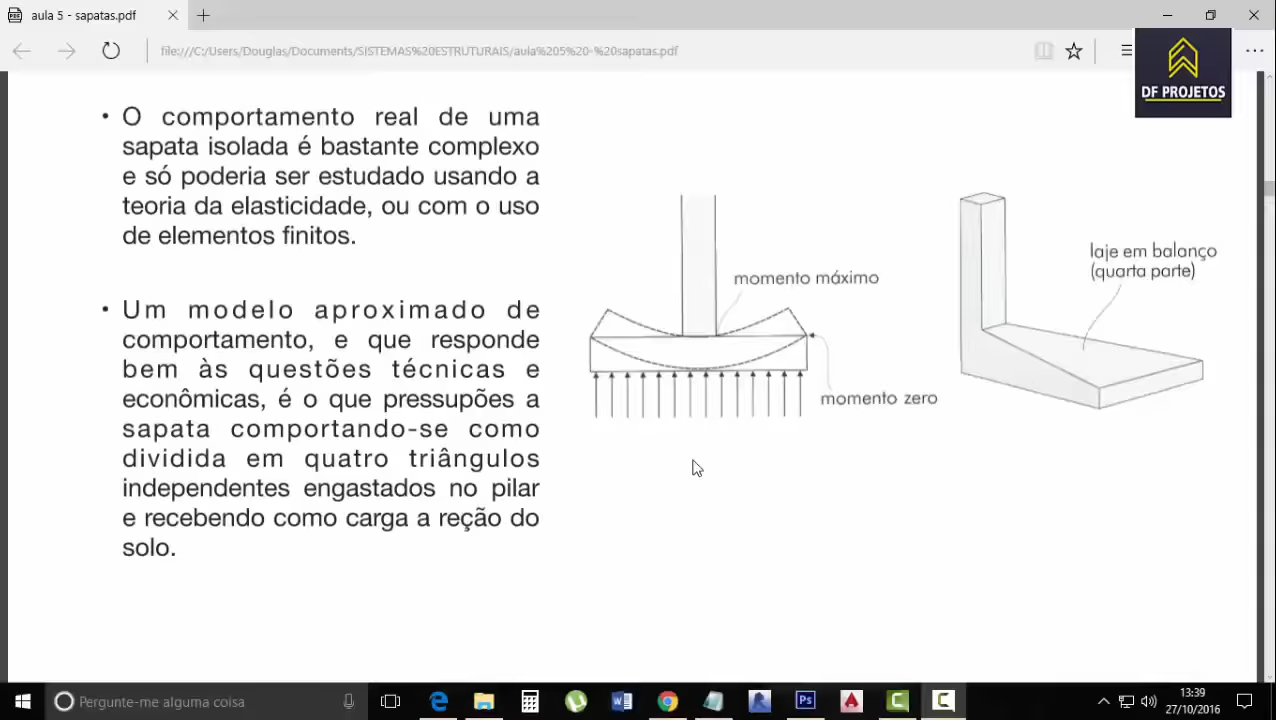 aula 5 - sapatas.pdf
file:///C:/Users/Douglas/Documents/SISTEMAS%20ESTRUTURAIS/aula%205%20-%20sapatas.pdf
DF PROJETOS
• O comportamento real de uma
sapata isolada é bastante complexo
e só poderia ser estudado usando a
teoria da elasticidade, ou com o uso
de elementos finitos.
• Um modelo aproximado de
comportamento, e que responde
bem às questões técnicas e
econômicas, é o que pressupões a
sapata comportando-se como
dividida em quatro triângulos
independentes engastados no pilar
e recebendo como carga a reção do
solo.
momento máximo
momento zero
laje em balanço
(quarta parte)
Pergunte-me alguma coisa
13:39
27/10/2016